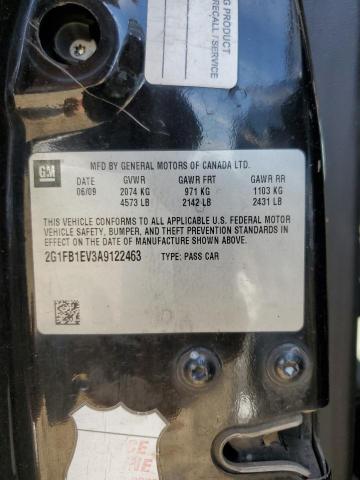 G PRODUCT
RECALL / SERVICE
GM
MFD BY GENERAL MOTORS OF CANADA LTD.
DATE GVWR GAWR FRT GAWR RR
06/09 2074 KG 971 KG 1103 KG
4573 LB 2142 LB 2431 LB
THIS VEHICLE CONFORMS TO ALL APPLICABLE U.S. FEDERAL MOTOR
VEHICLE SAFETY, BUMPER, AND THEFT PREVENTION STANDARDS
IN EFFECT ON THE DATE OF MANUFACTURE SHOWN ABOVE.
2G1FB1EV3A9122463 TYPE: PASS CAR